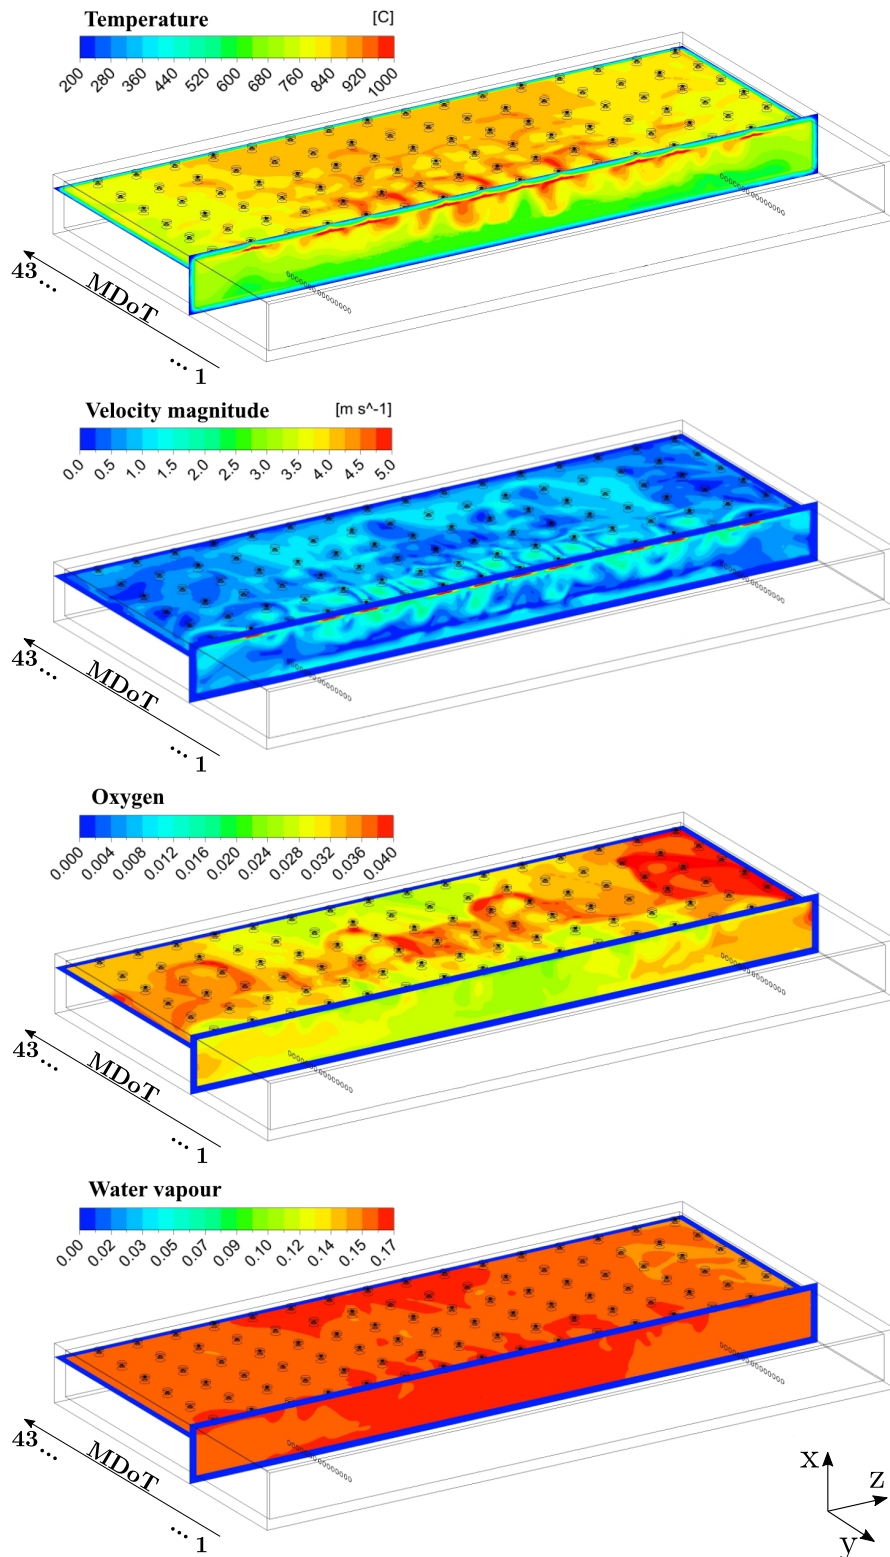 Temperature [C]
200 280 360 440 520 600 680 760 840 920 1000
43... MDoT ... 1
Velocity magnitude [m s^-1]
0.0 0.5 1.0 1.5 2.0 2.5 3.0 3.5 4.0 4.5 5.0
43... MDoT ... 1
Oxygen
0.000 0.004 0.008 0.012 0.016 0.020 0.024 0.028 0.032 0.036 0.040
43... MDoT ... 1
Water vapour
0.00 0.02 0.03 0.05 0.07 0.09 0.10 0.12 0.14 0.15 0.17
43... MDoT ... 1
X
Z
y